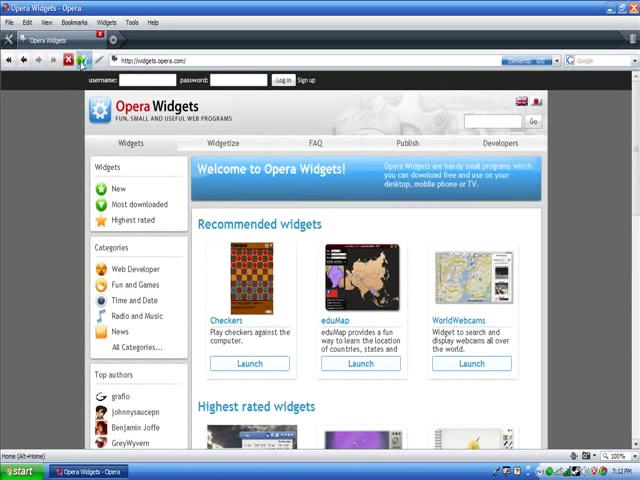 Opera Widgets - Opera
File Edit View Bookmarks Widgets Tools Help
Opera Widgets
http://widgets.opera.com/
Google
username: password: Log in Sign up
Opera Widgets
FUN, SMALL AND USEFUL WEB PROGRAMS
Go
Widgets Widgetize FAQ Publish Developers
Widgets
New
Most downloaded
Highest rated
Categories
Web Developer
Fun and Games
Time and Date
Radio and Music
News
All Categories...
Top authors
grafio
johnnysaucepn
Benjamin Joffe
GreyWyvern
Welcome to Opera Widgets!
Opera Widgets are handy small programs which
you can download free and use on your
desktop, mobile phone or TV.
Recommended widgets
Checkers
Play checkers against the
computer.
Launch
eduMap
eduMap provides a fun
way to learn the location
of countries, states and
Launch
WorldWebcams
Widget to search and
display webcams all over
the world.
Launch
Highest rated widgets
Home (Alt+Home)
100%
start
Opera Widgets - Opera
7:12 PM